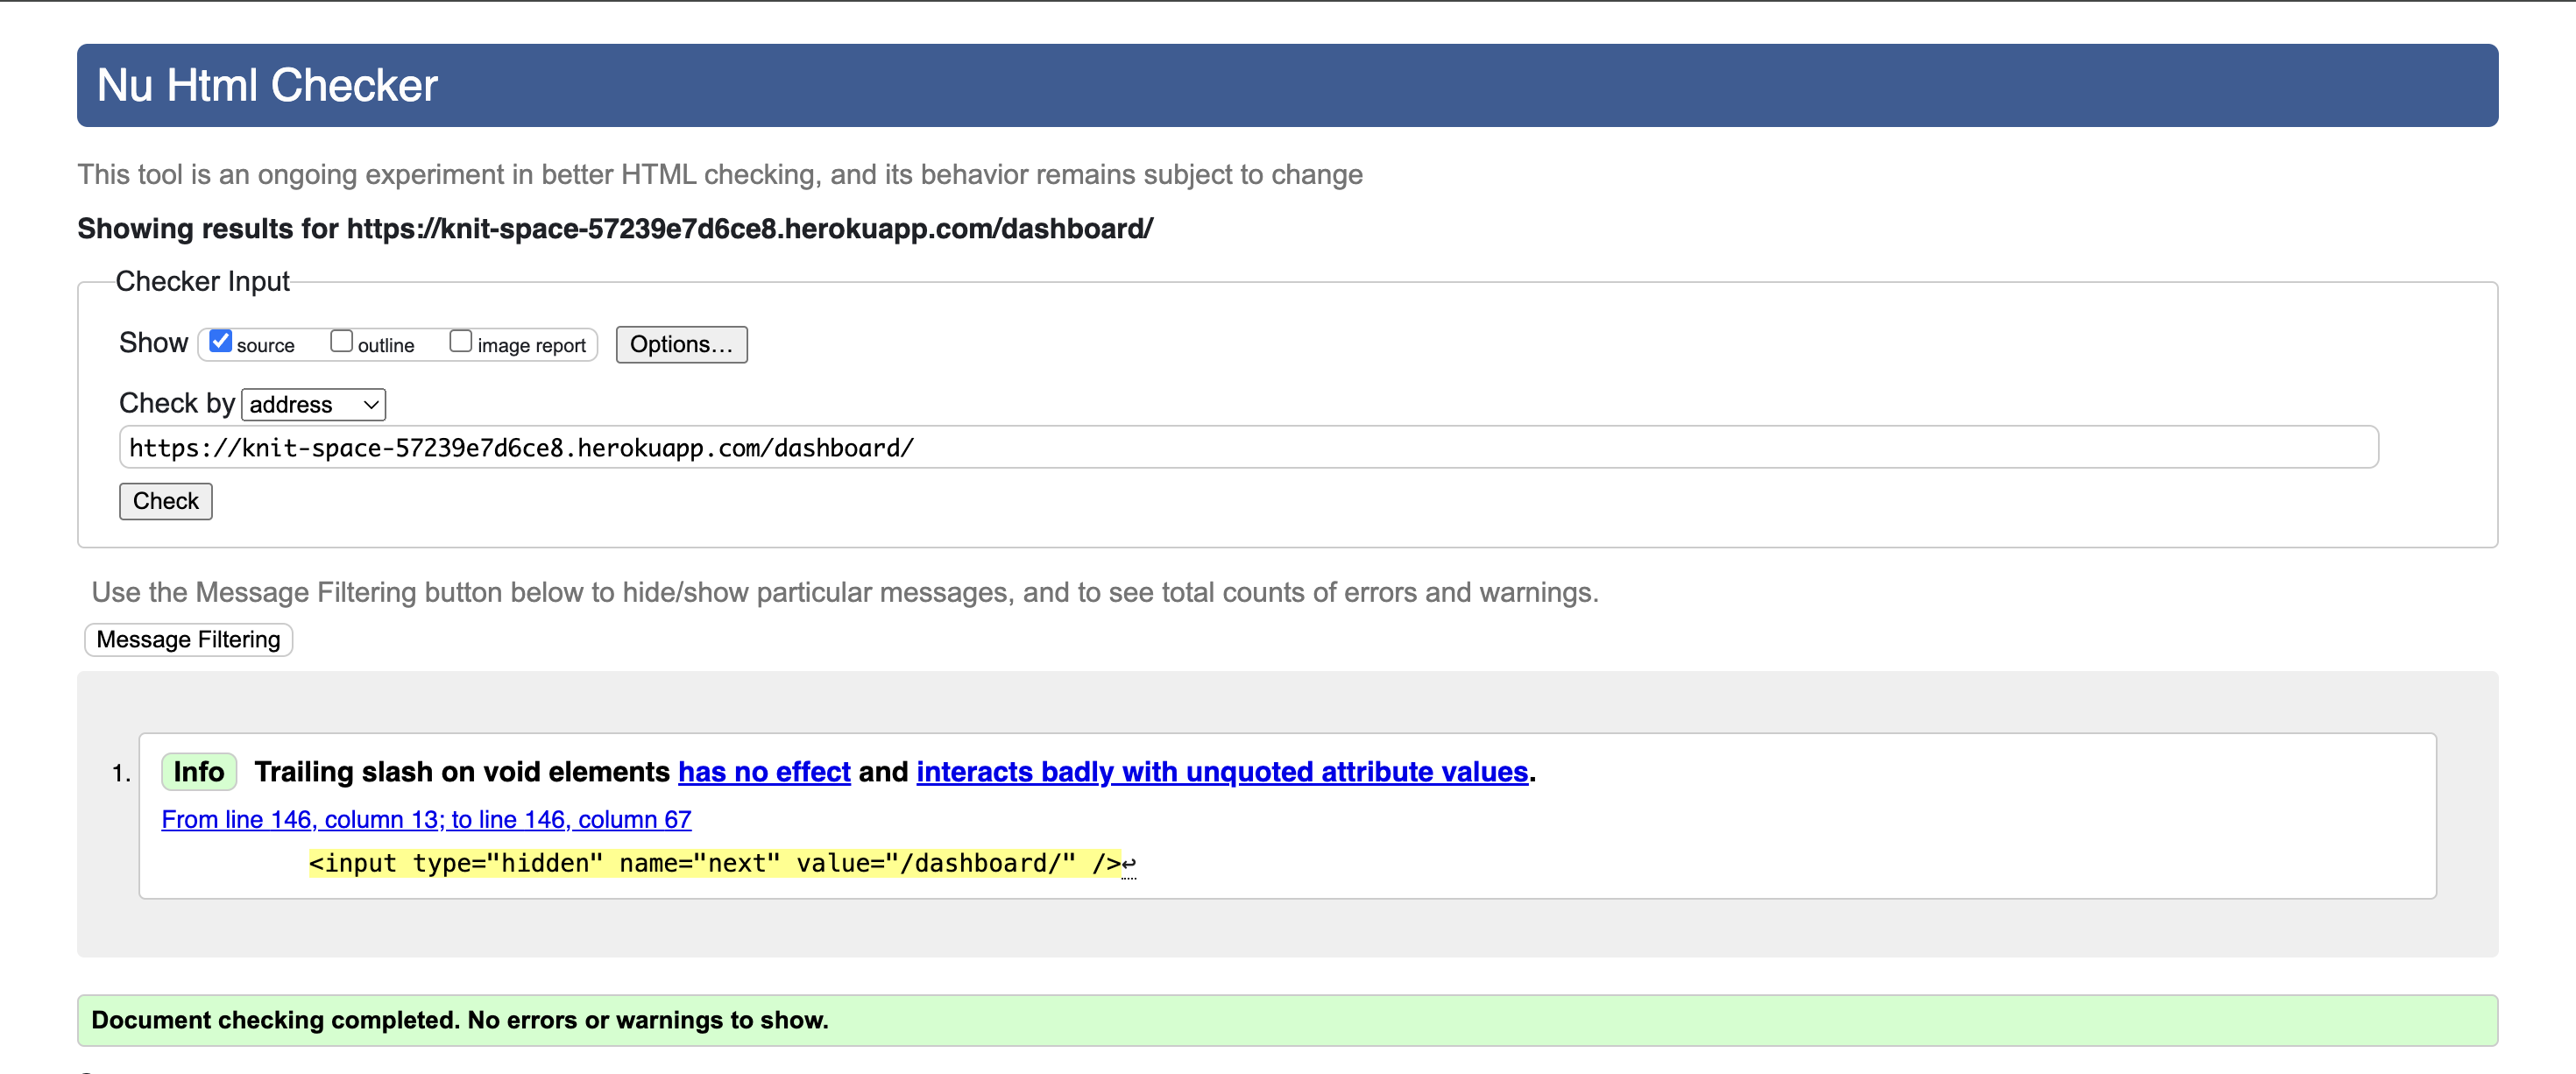 Nu Html Checker
This tool is an ongoing experiment in better HTML checking, and its behavior remains subject to change
Showing results for https://knit-space-57239e7d6ce8.herokuapp.com/dashboard/
Checker Input
Show source outline image report Options...
Check by address
https://knit-space-57239e7d6ce8.herokuapp.com/dashboard/
Check
Use the Message Filtering button below to hide/show particular messages, and to see total counts of errors and warnings.
Message Filtering
1. Info Trailing slash on void elements has no effect and interacts badly with unquoted attribute values.
From line 146, column 13; to line 146, column 67
<input type="hidden" name="next" value="/dashboard/" />↩
Document checking completed. No errors or warnings to show.